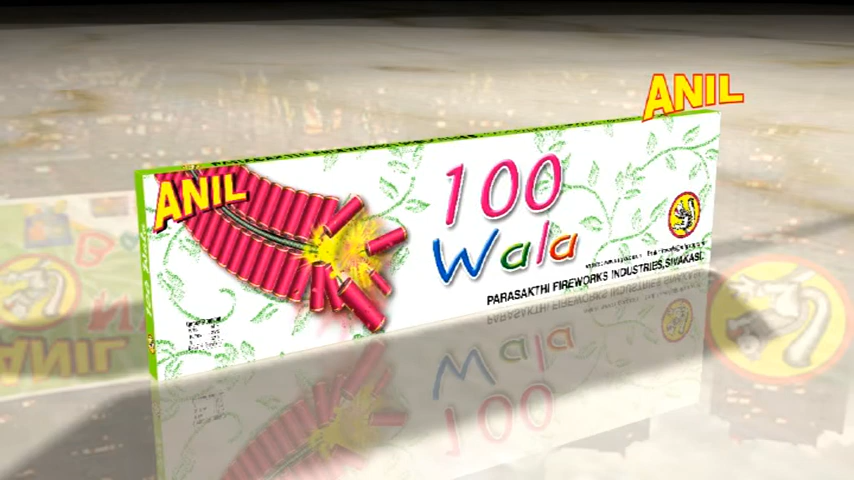 ANIL
ANIL
100
Wala
PARASAKTHI FIREWORKS INDUSTRIES, SIVAKASI.